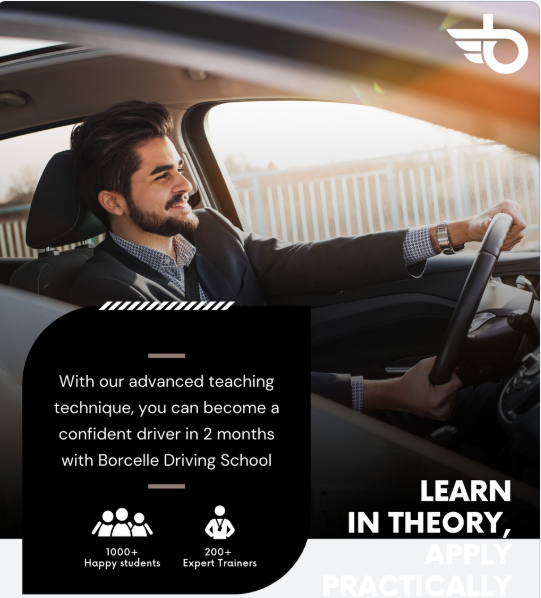 With our advanced teaching
technique, you can become a
confident driver in 2 months
with Borcelle Driving School
1000+
Happy students
200+
Expert Trainers
LEARN
IN THEORY,
APPLY
PRACTICALLY